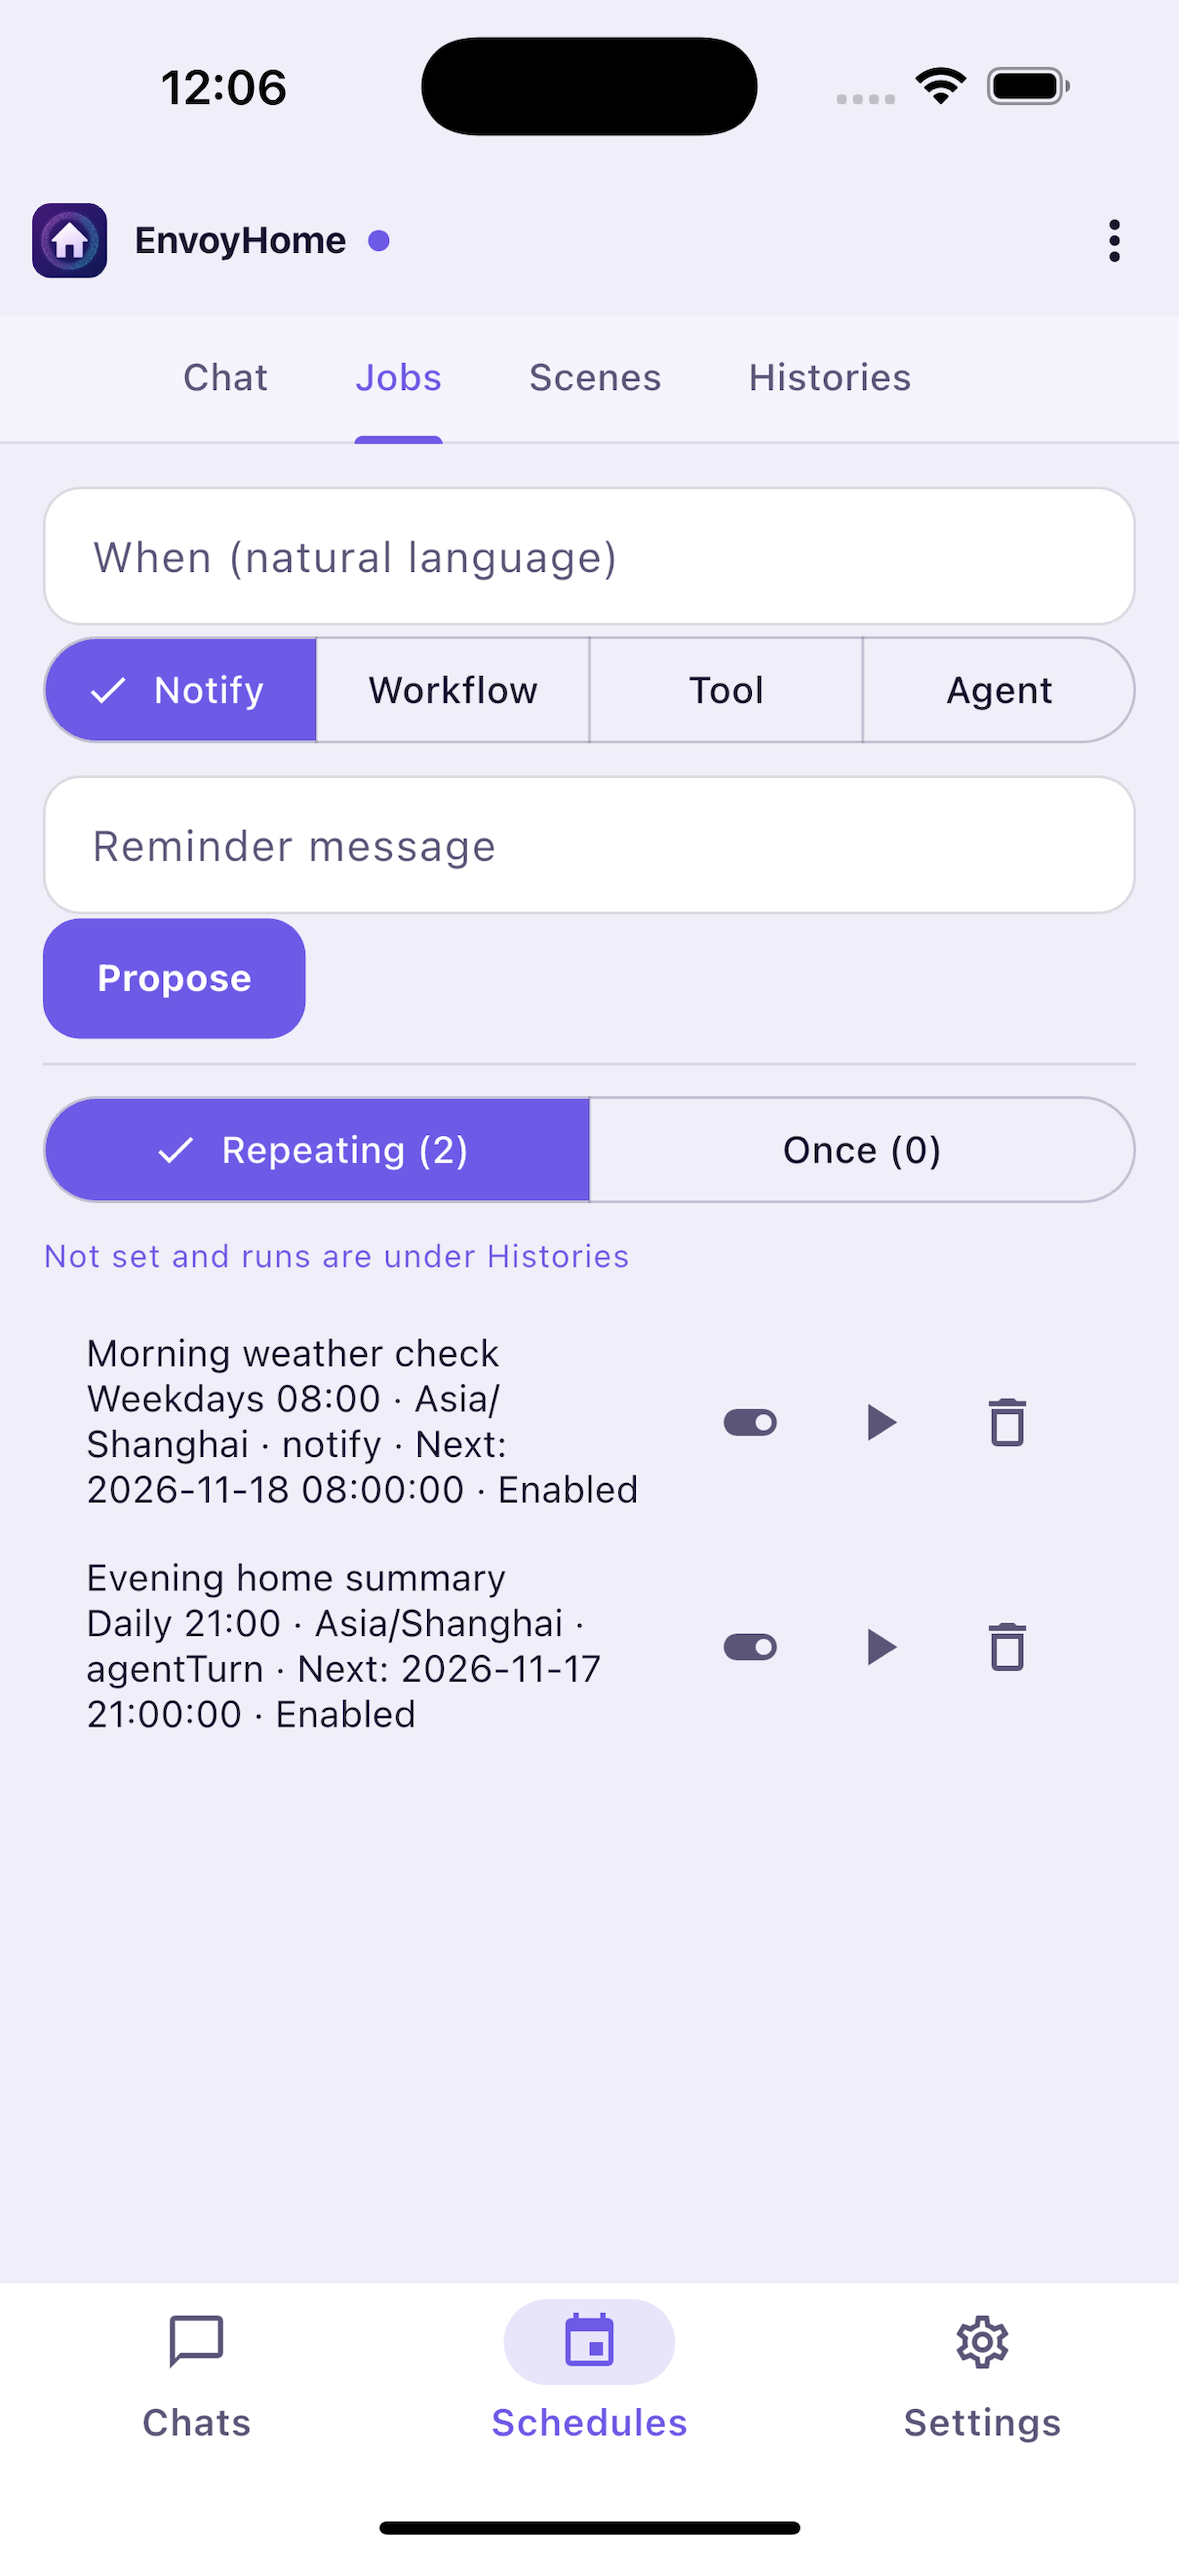 12:06
EnvoyHome
Chat Jobs Scenes Histories
When (natural language)
Notify Workflow Tool Agent
Reminder message
Propose
Repeating (2) Once (0)
Not set and runs are under Histories
Morning weather check
Weekdays 08:00 · Asia/
Shanghai · notify · Next:
2026-11-18 08:00:00 · Enabled
Evening home summary
Daily 21:00 · Asia/Shanghai ·
agentTurn · Next: 2026-11-17
21:00:00 · Enabled
Chats Schedules Settings